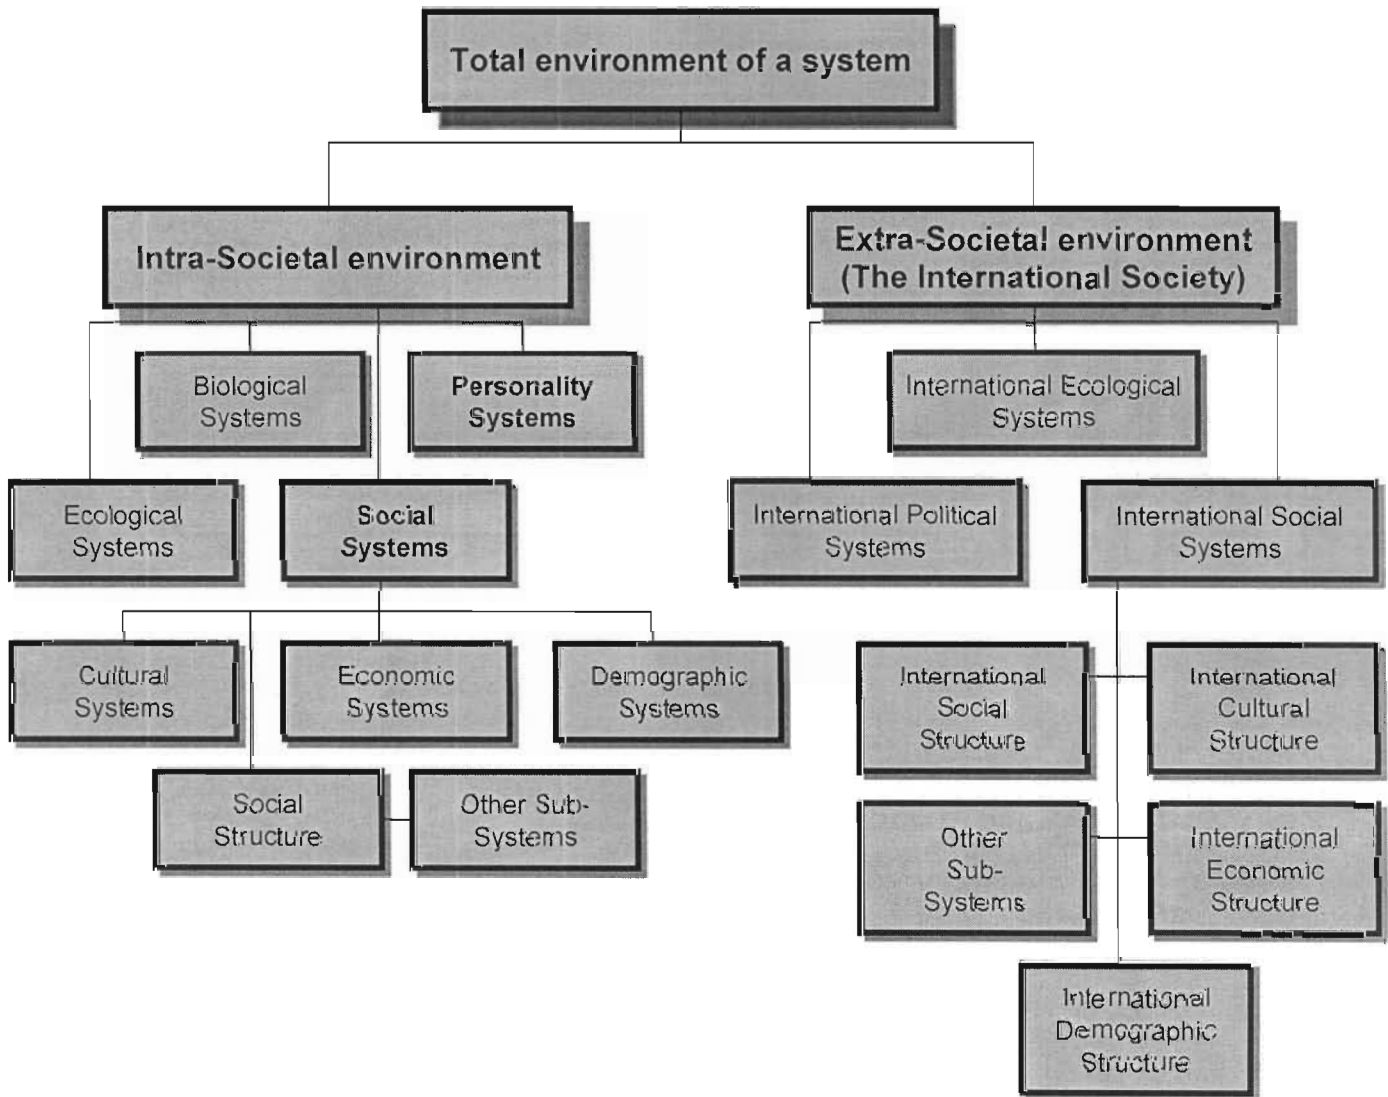 Total environment of a system
Intra-Societal environment
Extra-Societal environment
(The International Society)
Biological
Systems
Personality
Systems
International Ecological
Systems
Ecological
Systems
Social
Systems
International Political
Systems
International Social
Systems
Cultural
Systems
Economic
Systems
Demographic
Systems
International
Social
Structure
International
Cultural
Structure
Social
Structure
Other Sub-
Systems
Other
Sub-
Systems
International
Economic
Structure
International
Demographic
Structure